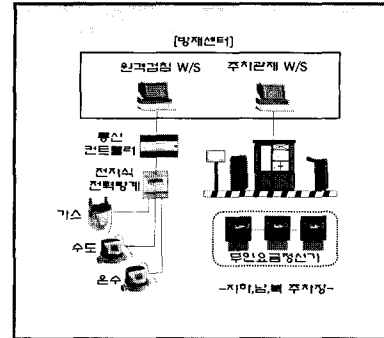 [방재센터]
원격검침 W/S
주차관제 W/S
통신
컨트롤러
전자식
전력량계
가스
수도
온수
무인요금정산기
-지하,남,북 주차장-